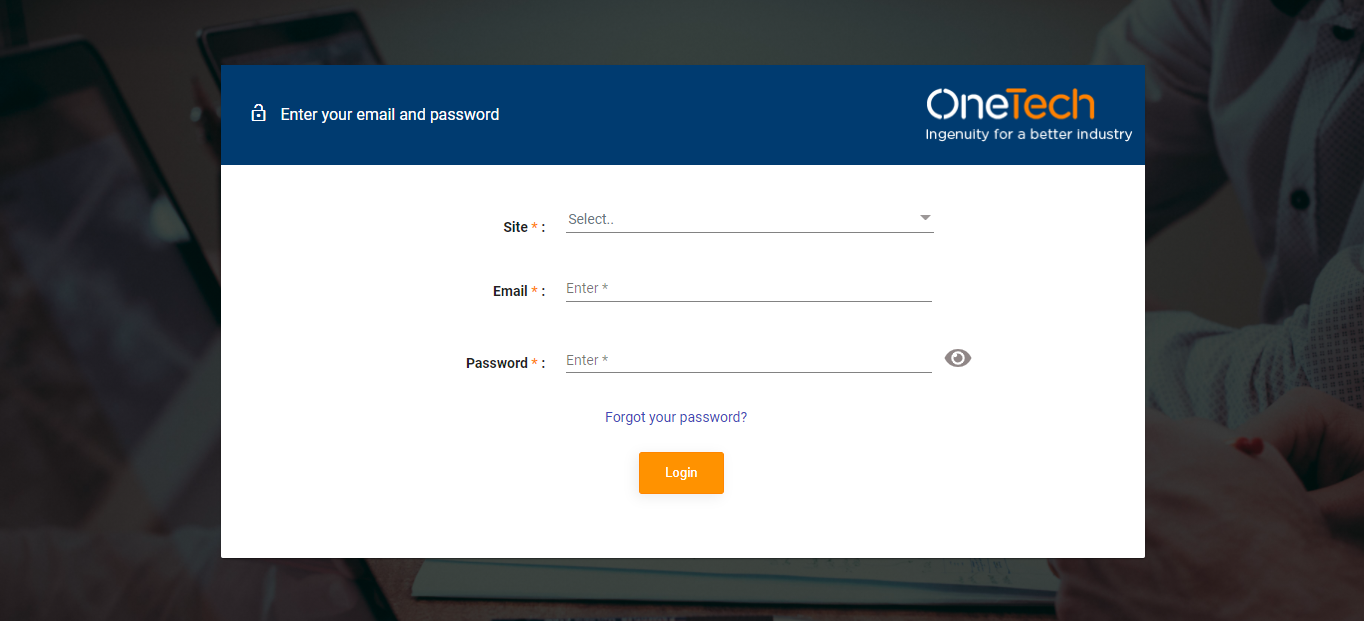 Enter your email and password
OneTech
Ingenuity for a better industry
Site * :
Select..
Email * :
Enter *
Password * :
Enter *
Forgot your password?
Login